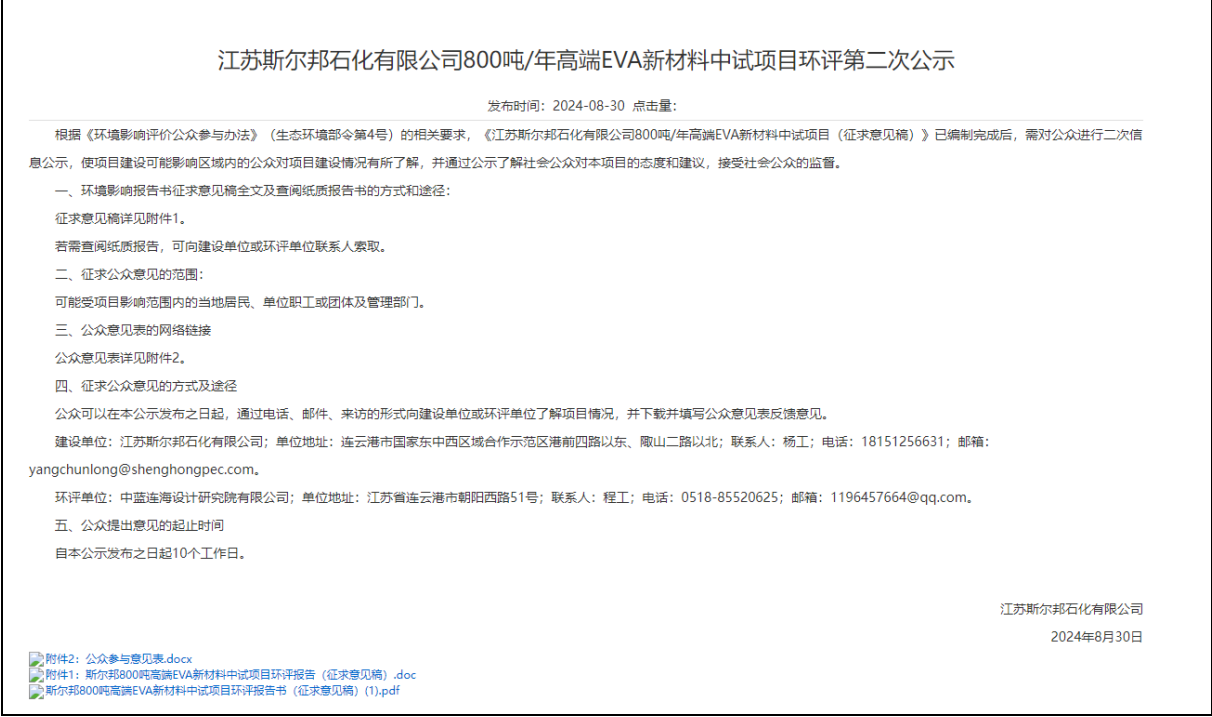 江苏斯尔邦石化有限公司800吨/年高端EVA新材料中试项目环评第二次公示
发布时间：2024-08-30 点击量：
根据《环境影响评价公众参与办法》（生态环境部令第4号）的相关要求，《江苏斯尔邦石化有限公司800吨/年高端EVA新材料中试项目（征求意见稿）》已编制完成后，需对公众进行二次信
息公示，使项目建设可能影响区域内的公众对项目建设情况有所了解，并通过公示了解社会公众对本项目的态度和建议，接受社会公众的监督。
一、环境影响报告书征求意见稿全文及查阅纸质报告书的方式和途径：
征求意见稿详见附件1。
若需查阅纸质报告，可向建设单位或环评单位联系人索取。
二、征求公众意见的范围：
可能受项目影响范围内的当地居民、单位职工或团体及管理部门。
三、公众意见表的网络链接
公众意见表详见附件2。
四、征求公众意见的方式及途径
公众可以在本公示发布之日起，通过电话、邮件、来访的形式向建设单位或环评单位了解项目情况，并下载并填写公众意见表反馈意见。
建设单位：江苏斯尔邦石化有限公司；单位地址：连云港市国家东中西区域合作示范区港前四路以东、陬山二路以北；联系人：杨工；电话：18151256631；邮箱：
yangchunlong@shenghongpec.com。
环评单位：中蓝连海设计研究院有限公司；单位地址：江苏省连云港市朝阳西路51号；联系人：程工；电话：0518-85520625；邮箱：1196457664@qq.com。
五、公众提出意见的起止时间
自本公示发布之日起10个工作日。
江苏斯尔邦石化有限公司
2024年8月30日
附件2：公众参与意见表.docx
附件1：斯尔邦800吨高端EVA新材料中试项目环评报告（征求意见稿）.doc
斯尔邦800吨高端EVA新材料中试项目环评报告书（征求意见稿）(1).pdf